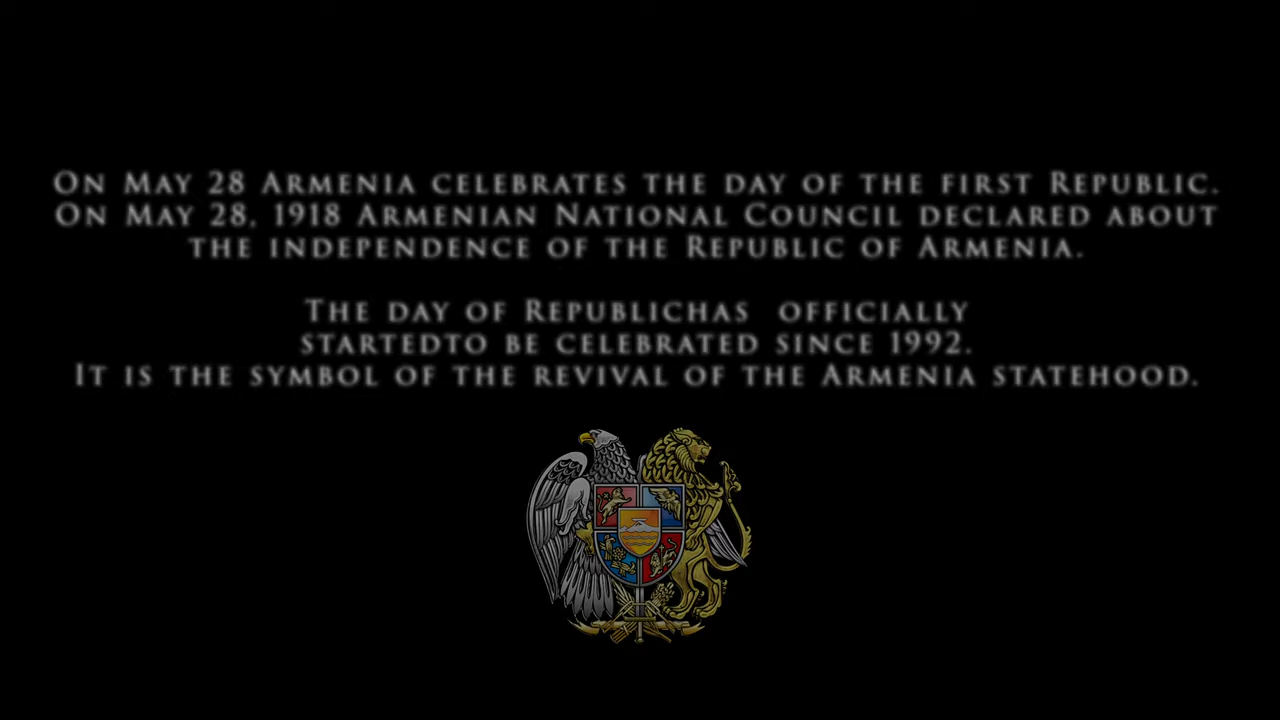 On May 28 Armenia celebrates the day of the first Republic.
On May 28, 1918 Armenian National Council declared about
the independence of the Republic of Armenia.
The day of Republichas officially
startedto be celebrated since 1992.
It is the symbol of the revival of the Armenia statehood.